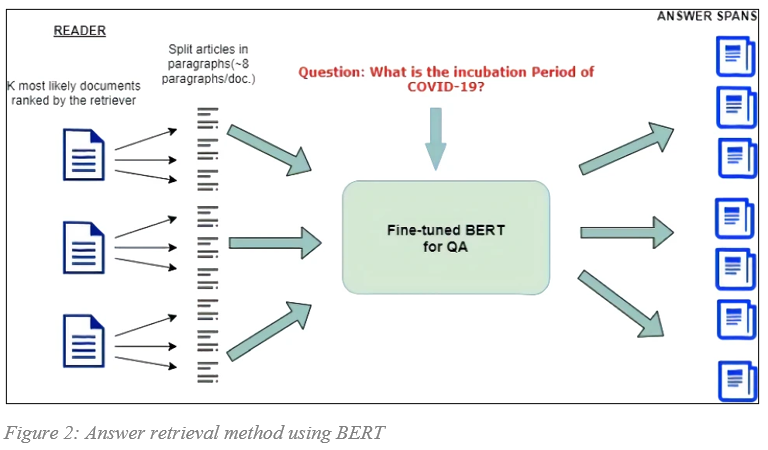 READER
K most likely documents
ranked by the retriever
Split articles in
paragraphs(~8
paragraphs/doc.)
Question: What is the incubation Period of
COVID-19?
Fine-tuned BERT
for QA
ANSWER SPANS
Figure 2: Answer retrieval method using BERT